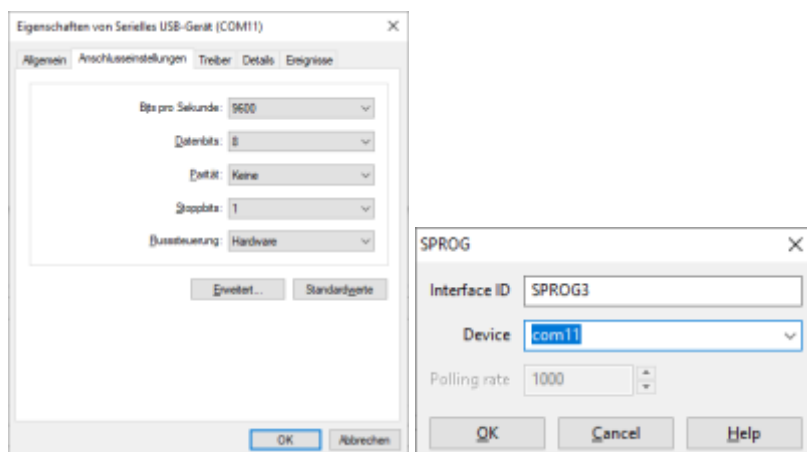 Eigenschaften von Serielles USB-Gerät (COM11)
Allgemein Anschlusseinstellungen Treiber Details Ereignisse
Bits pro Sekunde: 9600
Datenbits: 8
Parität: Keine
Stoppbits: 1
Flusssteuerung: Hardware
Erweitert... Standardwerte
OK Abbrechen
SPROG
Interface ID SPROG3
Device com11
Polling rate 1000
OK Cancel Help